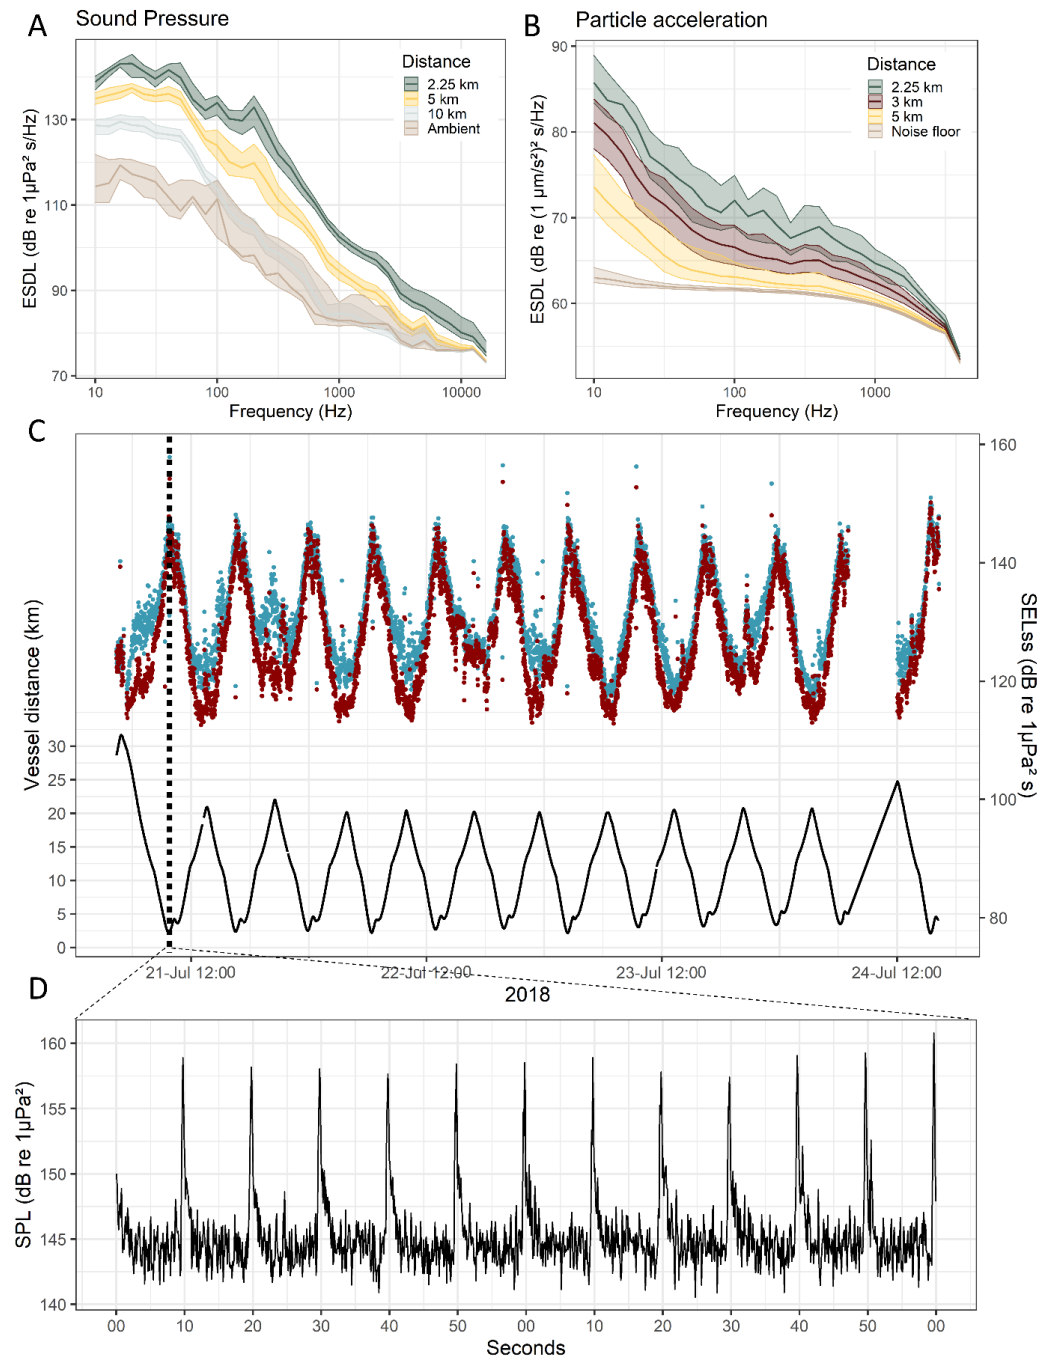 A
Sound Pressure
ESDL (dB re 1µPa² s/Hz)
130
110
90
70
10
100
1000
10000
Frequency (Hz)
Distance
2.25 km
5 km
10 km
Ambient
B
Particle acceleration
ESDL (dB re (1 µm/s²)² s/Hz)
90
80
70
60
10
100
1000
Frequency (Hz)
Distance
2.25 km
3 km
5 km
Noise floor
C
Vessel distance (km)
30
25
20
15
10
5
0
160
140
120
100
80
SELss (dB re 1µPa² s)
21-Jul 12:00
22-Jul 12:00
23-Jul 12:00
24-Jul 12:00
2018
D
SPL (dB re 1µPa²)
160
155
150
145
140
00
10
20
30
40
50
00
10
20
30
40
50
00
Seconds